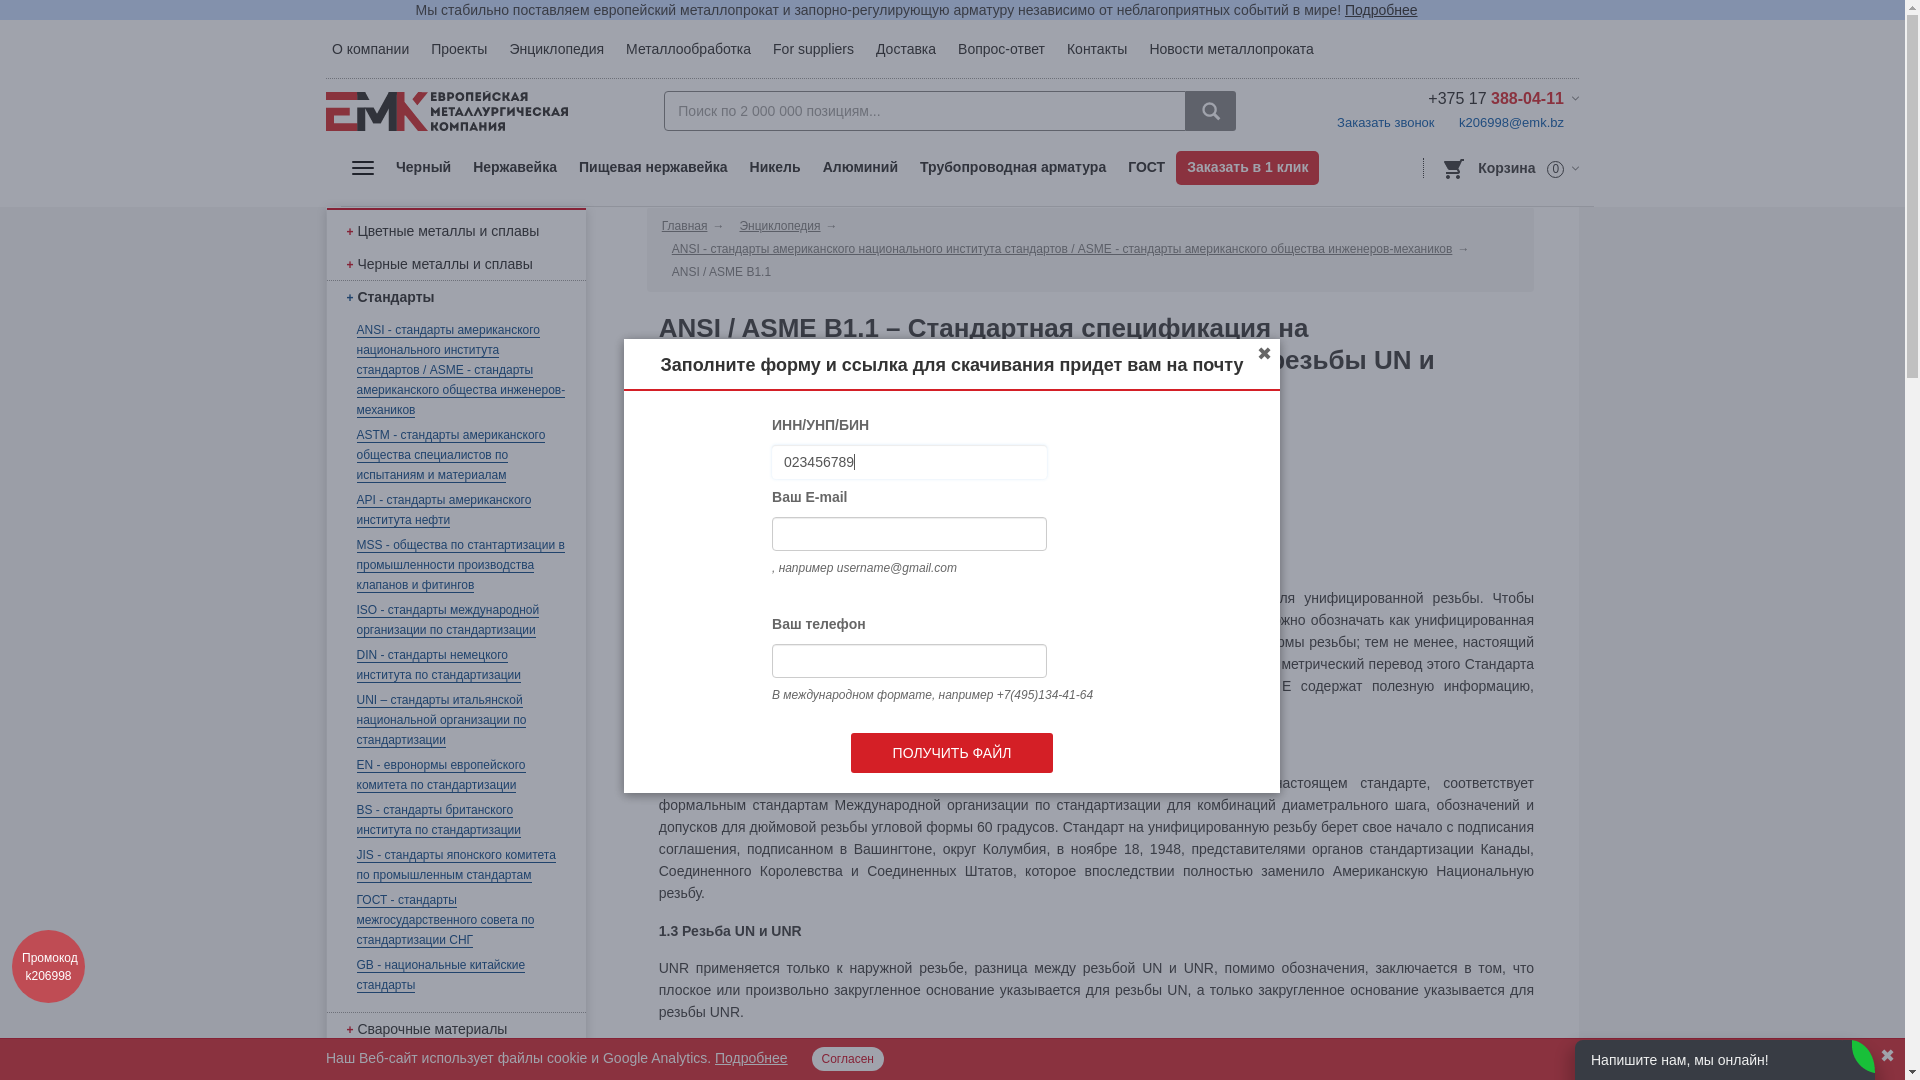 Мы стабильно поставляем европейский металлопрокат и запорно-регулирующую арматуру независимо от неблагоприятных событий в мире! Подробнее
О компании Проекты Энциклопедия Металлообработка For suppliers Доставка Вопрос-ответ Контакты Новости металлопроката
ЕМК ЕВРОПЕЙСКАЯ
МЕТАЛЛУРГИЧЕСКАЯ
КОМПАНИЯ
Поиск по 2 000 000 позициям...
+375 17 388-04-11
Заказать звонок k206998@emk.bz
Черный Нержавейка Пищевая нержавейка Никель Алюминий Трубопроводная арматура ГОСТ Заказать в 1 клик
Корзина 0
+ Цветные металлы и сплавы
+ Черные металлы и сплавы
+ Стандарты
ANSI - стандарты американского
национального института
стандартов / ASME - стандарты
американского общества инженеров-
механиков
ASTM - стандарты американского
общества специалистов по
испытаниям и материалам
API - стандарты американского
института нефти
MSS - общества по стантартизации в
промышленности производства
клапанов и фитингов
ISO - стандарты международной
организации по стандартизации
DIN - стандарты немецкого
института по стандартизации
UNI – стандарты итальянской
национальной организации по
стандартизации
EN - евронормы европейского
комитета по стандартизации
BS - стандарты британского
института по стандартизации
JIS - стандарты японского комитета
по промышленным стандартам
ГОСТ - стандарты
межгосударственного совета по
стандартизации СНГ
GB - национальные китайские
стандарты
+ Сварочные материалы
Главная → Энциклопедия →
ANSI - стандарты американского национального института стандартов / ASME - стандарты американского общества инженеров-механиков →
ANSI / ASME B1.1
ANSI / ASME B1.1 – Стандартная спецификация на
резьбы UN и
Заполните форму и ссылка для скачивания придет вам на почту
✖
ИНН/УНП/БИН
023456789
Ваш E-mail
, например username@gmail.com
Ваш телефон
В международном формате, например +7(495)134-41-64
ПОЛУЧИТЬ ФАЙЛ
унифицированной резьбы. Чтобы
обозначать как унифицированная
резьбы; тем не менее, настоящий
метрический перевод этого Стандарта
E содержат полезную информацию,
настоящем стандарте, соответствует
формальным стандартам Международной организации по стандартизации для комбинаций диаметрального шага, обозначений и
допусков для дюймовой резьбы угловой формы 60 градусов. Стандарт на унифицированную резьбу берет свое начало с подписания
соглашения, подписанном в Вашингтоне, округ Колумбия, в ноябре 18, 1948, представителями органов стандартизации Канады,
Соединенного Королевства и Соединенных Штатов, которое впоследствии полностью заменило Американскую Национальную
резьбу.
1.3 Резьба UN и UNR
UNR применяется только к наружной резьбе, разница между резьбой UN и UNR, помимо обозначения, заключается в том, что
плоское или произвольно закругленное основание указывается для резьбы UN, а только закругленное основание указывается для
резьбы UNR.
Промокод
k206998
Наш Веб-сайт использует файлы cookie и Google Analytics. Подробнее Согласен
Напишите нам, мы онлайн!
✖